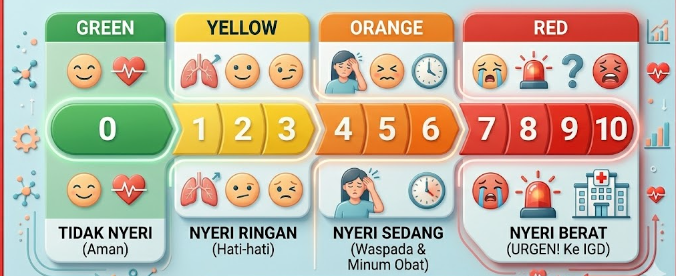 GREEN
YELLOW
ORANGE
RED
?
0
1 2 3
4 5 6
7 8 9 10
TIDAK NYERI
(Aman)
NYERI RINGAN
(Hati-hati)
NYERI SEDANG
(Waspada &
Minum Obat)
NYERI BERAT
(URGEN! Ke IGD)